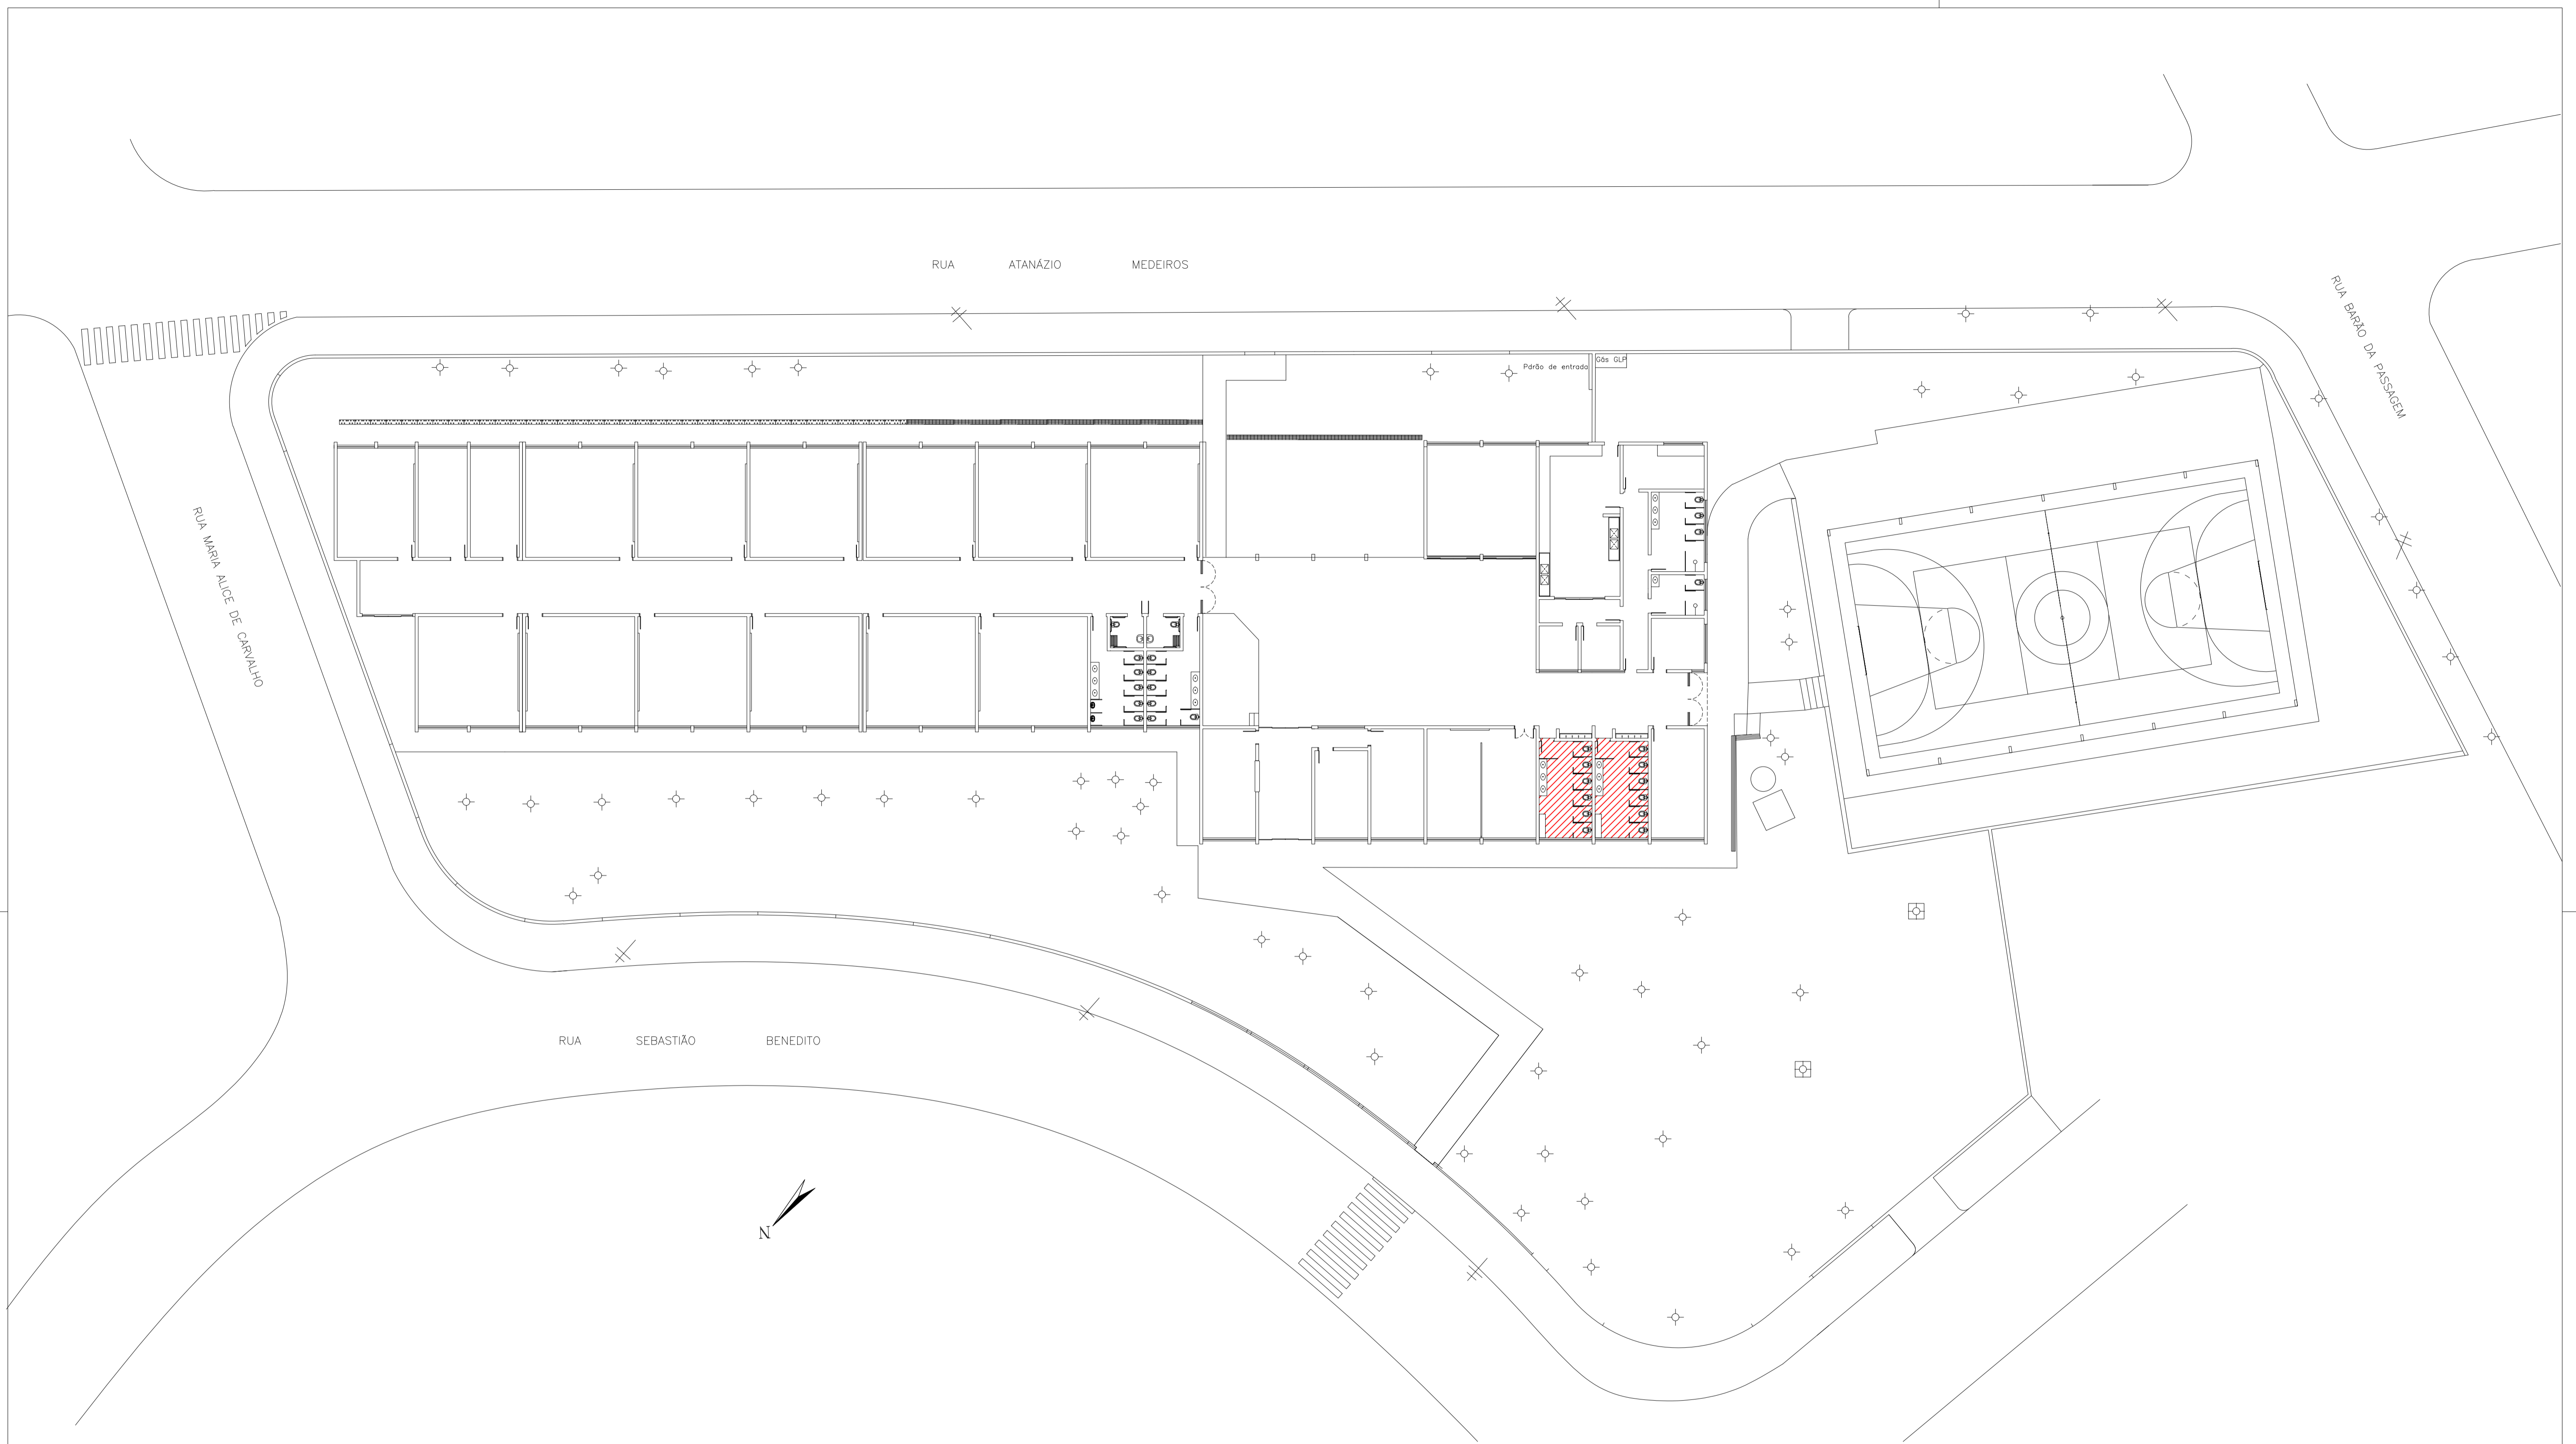 RUA ATANÁZIO MEDEIROS
RUA BARÃO DA PASSAGEM
Gás GLP
Pdrão de entrada
RUA MARIA ALICE DE CARVALHO
RUA SEBASTIÃO BENEDITO
N